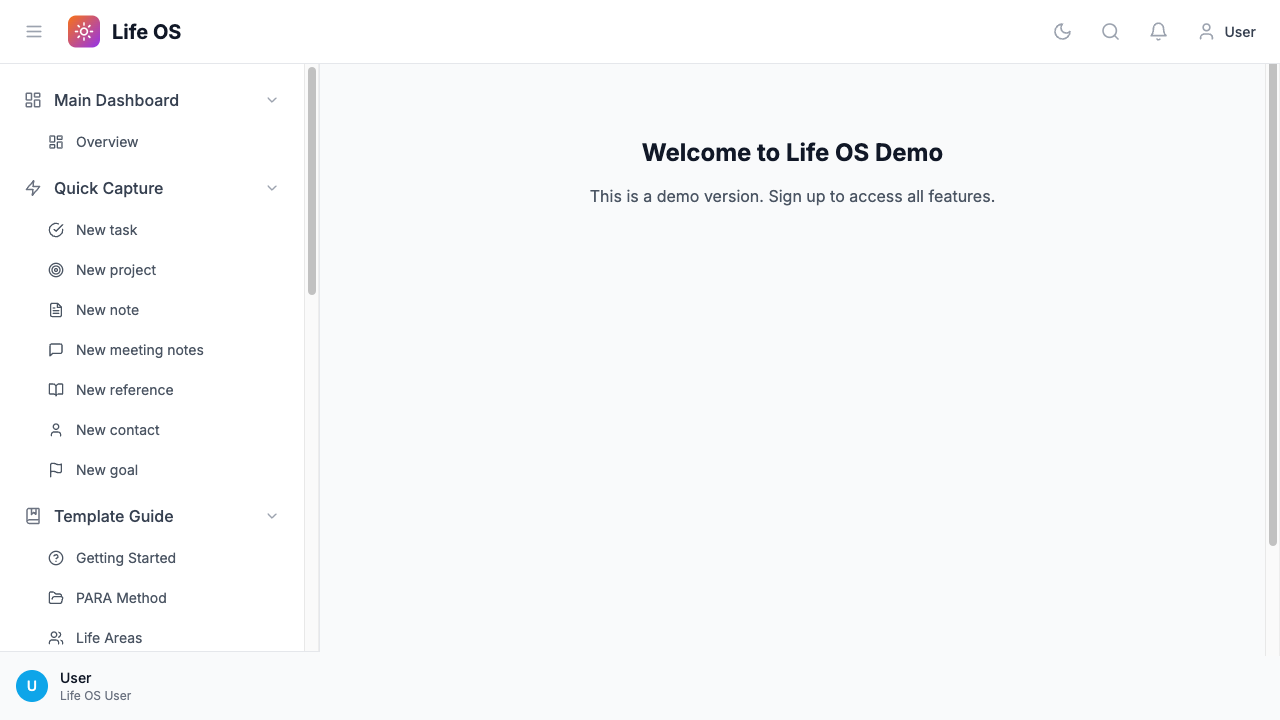 Life OS
User
Main Dashboard
Overview
Quick Capture
New task
New project
New note
New meeting notes
New reference
New contact
New goal
Template Guide
Getting Started
PARA Method
Life Areas
U
User
Life OS User
Welcome to Life OS Demo
This is a demo version. Sign up to access all features.